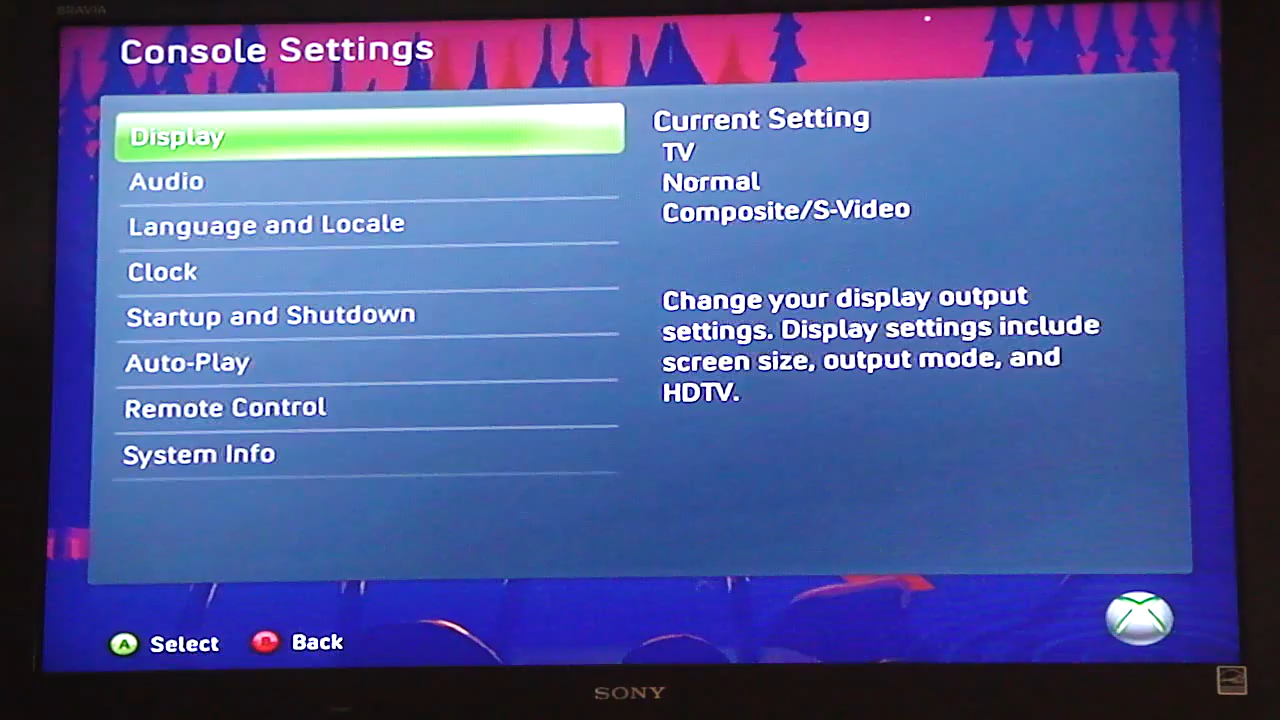 BRAVIA
Console Settings
Display
Audio
Language and Locale
Clock
Startup and Shutdown
Auto-Play
Remote Control
System Info
Current Setting
TV
Normal
Composite/S-Video
Change your display output
settings. Display settings include
screen size, output mode, and
HDTV.
A Select B Back
SONY